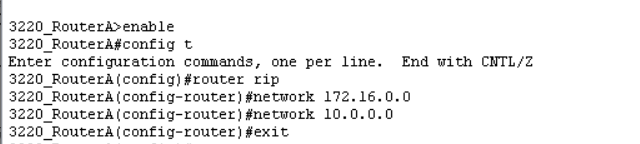 3220_RouterA>enable
3220_RouterA#config t
Enter configuration commands, one per line.  End with CNTL/Z
3220_RouterA(config)#router rip
3220_RouterA(config-router)#network 172.16.0.0
3220_RouterA(config-router)#network 10.0.0.0
3220_RouterA(config-router)#exit